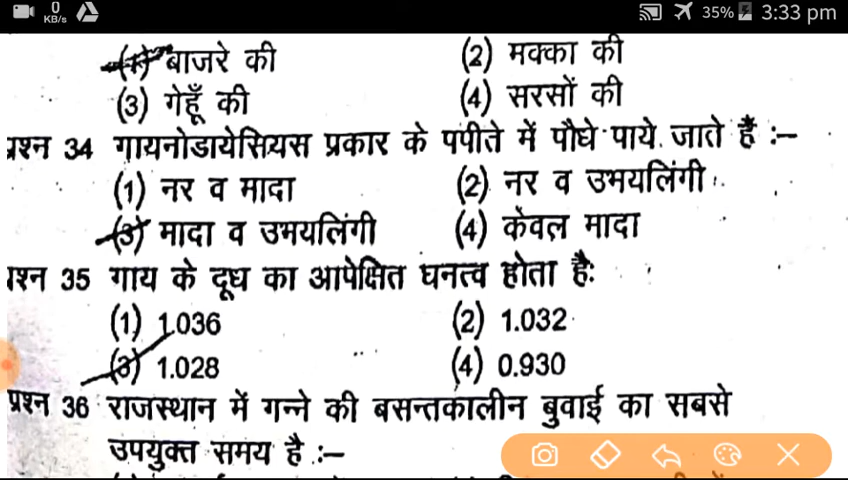 0 KB/s 35% 3:33 pm
(1) बाजरे की (2) मक्का की
(3) गेहूँ की (4) सरसों की
प्रश्न 34 गायनोडायेसियस प्रकार के पपीते में पौधे पाये जाते हैं :–
(1) नर व मादा (2) नर व उभयलिंगी
(3) मादा व उभयलिंगी (4) केवल मादा
प्रश्न 35 गाय के दूध का आपेक्षित घनत्व होता है:
(1) 1.036 (2) 1.032
(3) 1.028 (4) 0.930
प्रश्न 36 राजस्थान में गन्ने की बसन्तकालीन बुवाई का सबसे
उपयुक्त समय है :–